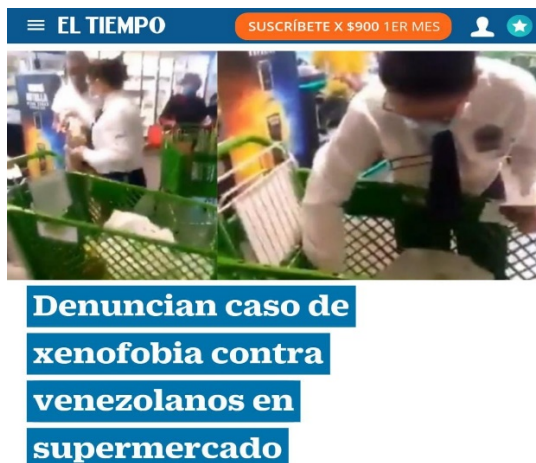 EL TIEMPO
SUSCRÍBETE X $900 1ER MES
Denuncian caso de
xenofobia contra
venezolanos en
supermercado